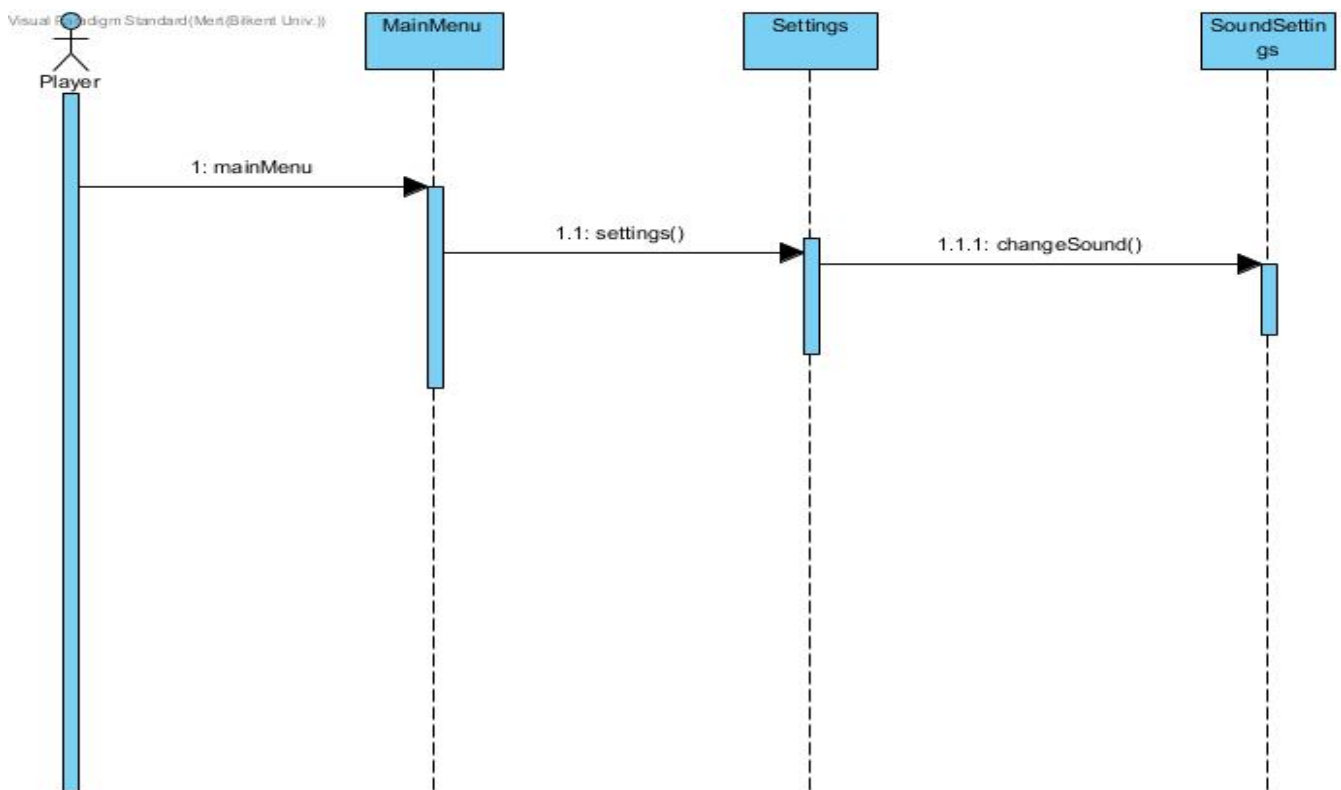 Visual Paradigm Standard(Mert(Bilkent Univ.))
Player
MainMenu
Settings
SoundSettin
gs
1: mainMenu
1.1: settings()
1.1.1: changeSound()